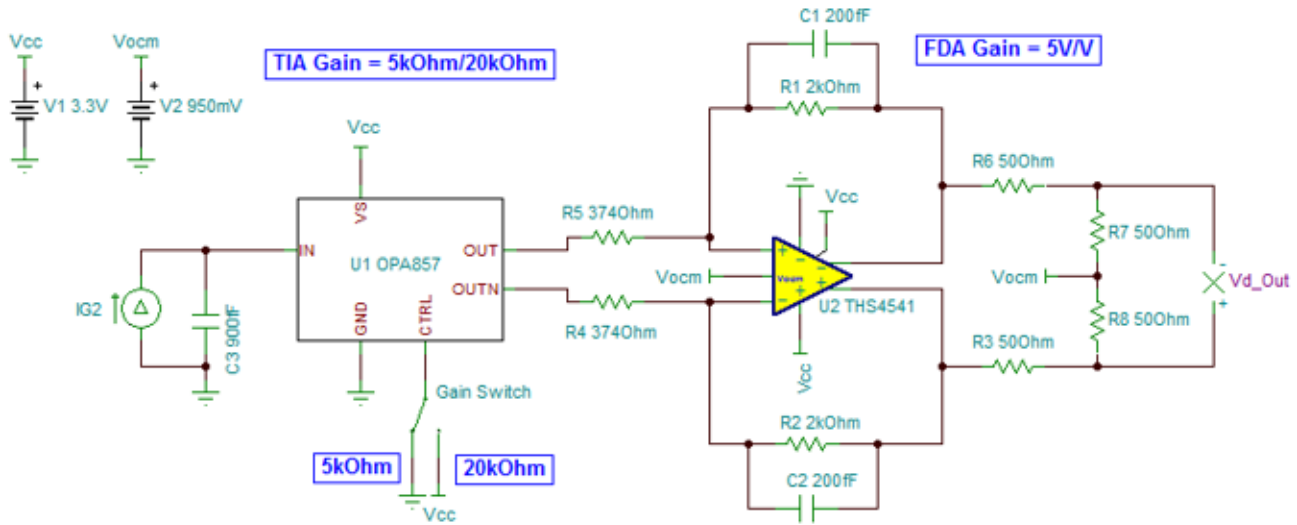 Vcc
Vocm
V1 3.3V
V2 950mV
TIA Gain = 5kOhm/20kOhm
FDA Gain = 5V/V
C1 200fF
R1 2kOhm
Vcc
VS
IN
OUT
U1 OPA857
OUTN
GND
CTRL
IG2
C3 900fF
R5 374Ohm
R4 374Ohm
Gain Switch
5kOhm
20kOhm
Vcc
Vcc
Vocm
+
-
-
Vocm
+
+
-
U2 THS4541
Vcc
R2 2kOhm
C2 200fF
R6 50Ohm
R7 50Ohm
Vocm
R8 50Ohm
R3 50Ohm
-
Vd_Out
+